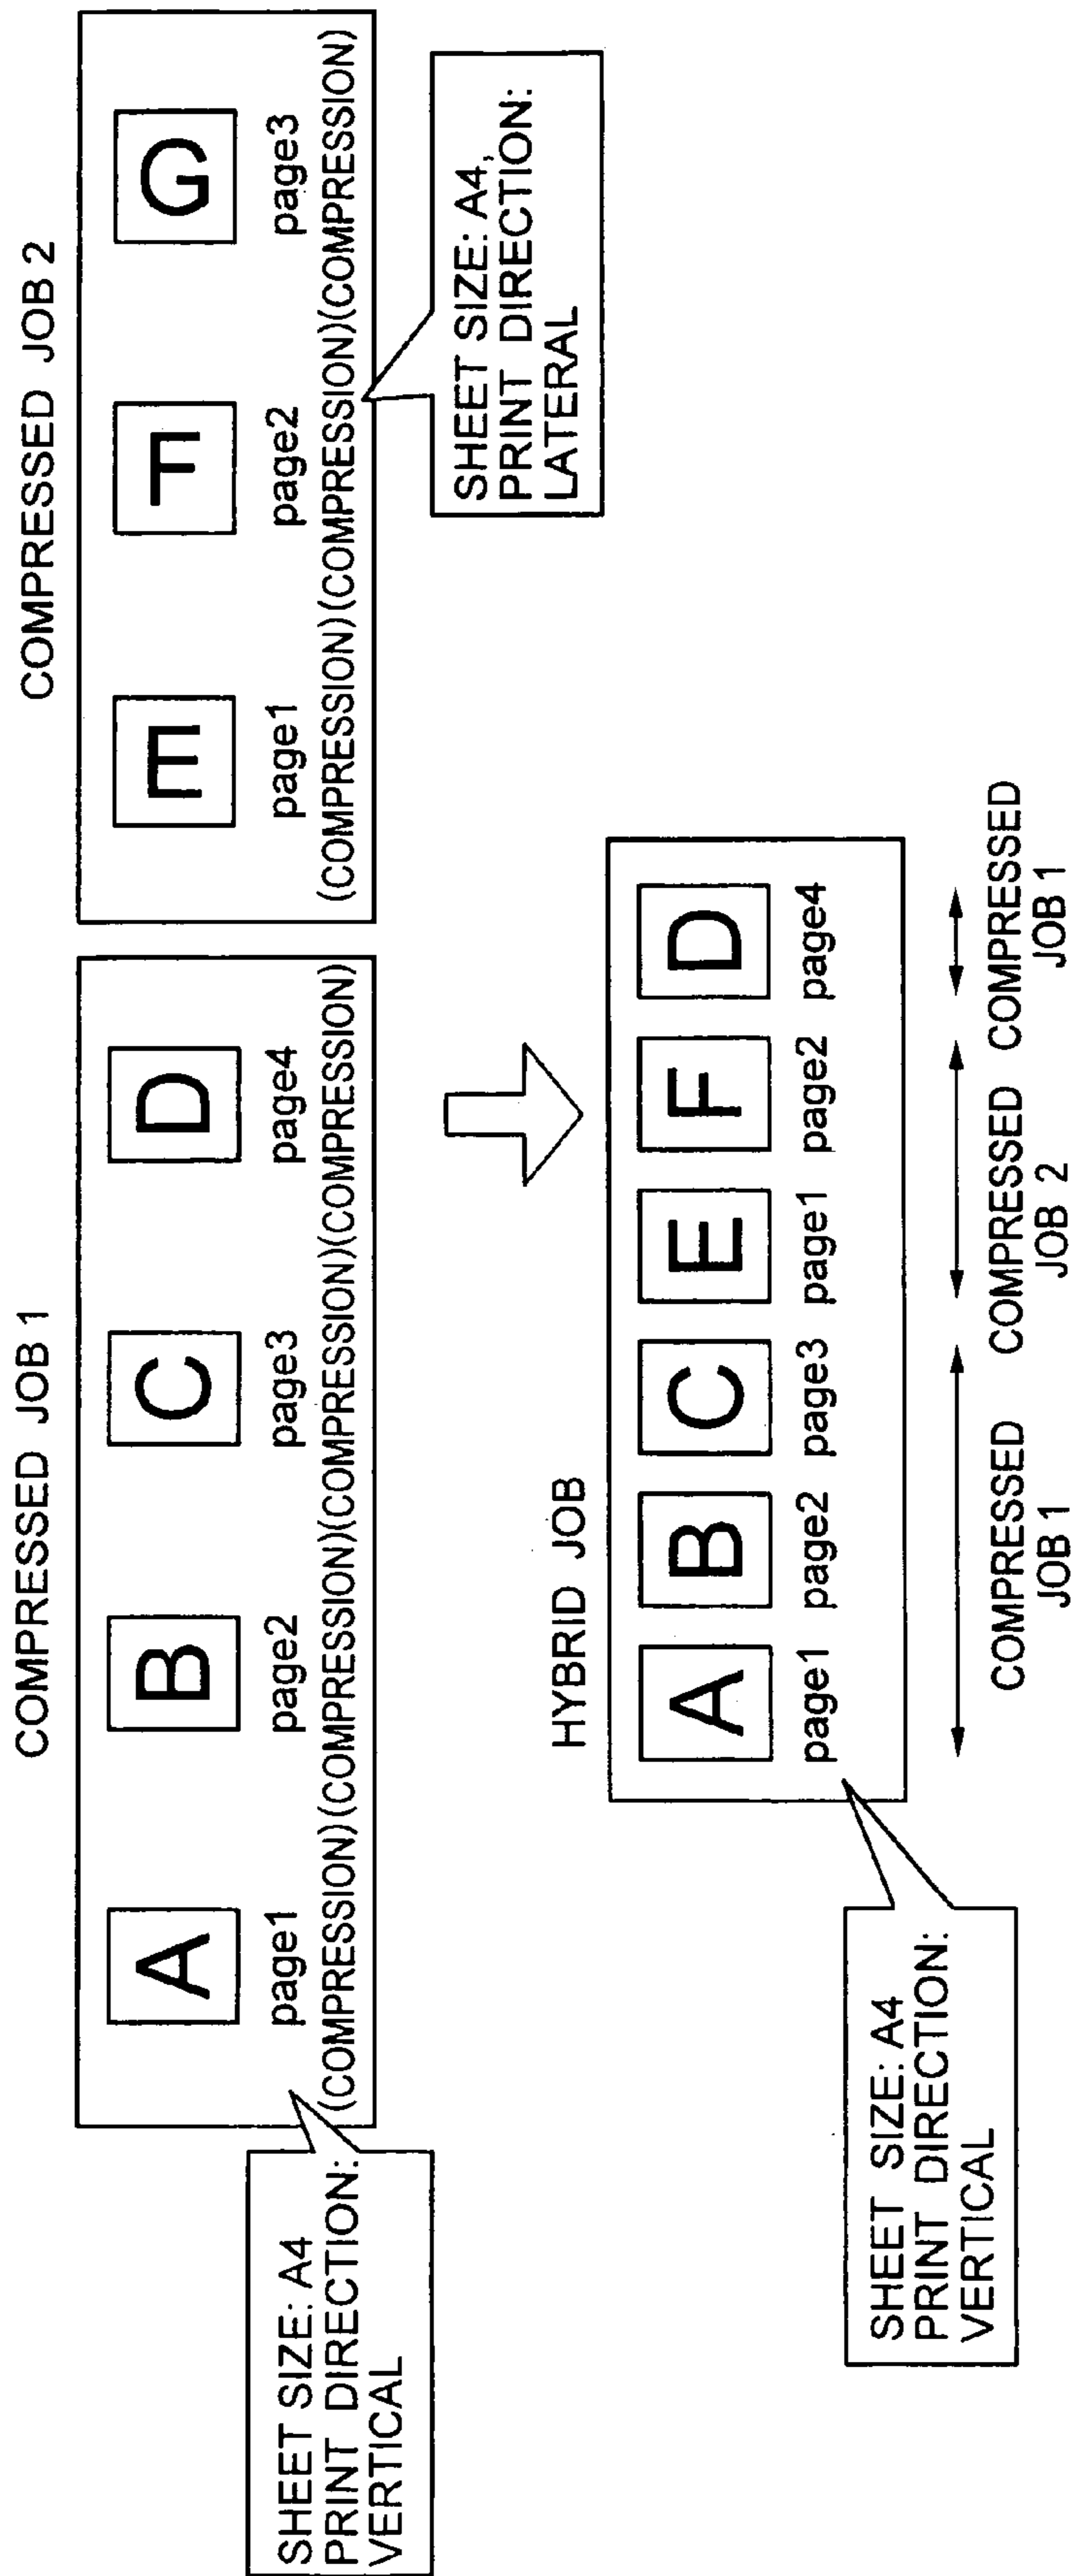 COMPRESSED JOB 1
A
B
C
D
page1
page2
page3
page4
(COMPRESSION)(COMPRESSION)(COMPRESSION)(COMPRESSION)
SHEET SIZE: A4
PRINT DIRECTION:
VERTICAL
COMPRESSED JOB 2
E
F
G
page1
page2
page3
(COMPRESSION)(COMPRESSION)(COMPRESSION)
SHEET SIZE: A4,
PRINT DIRECTION:
LATERAL
HYBRID JOB
A
B
C
E
F
D
page1
page2
page3
page1
page2
page4
SHEET SIZE: A4
PRINT DIRECTION:
VERTICAL
COMPRESSED
JOB 1
COMPRESSED
JOB 2
COMPRESSED
JOB 1